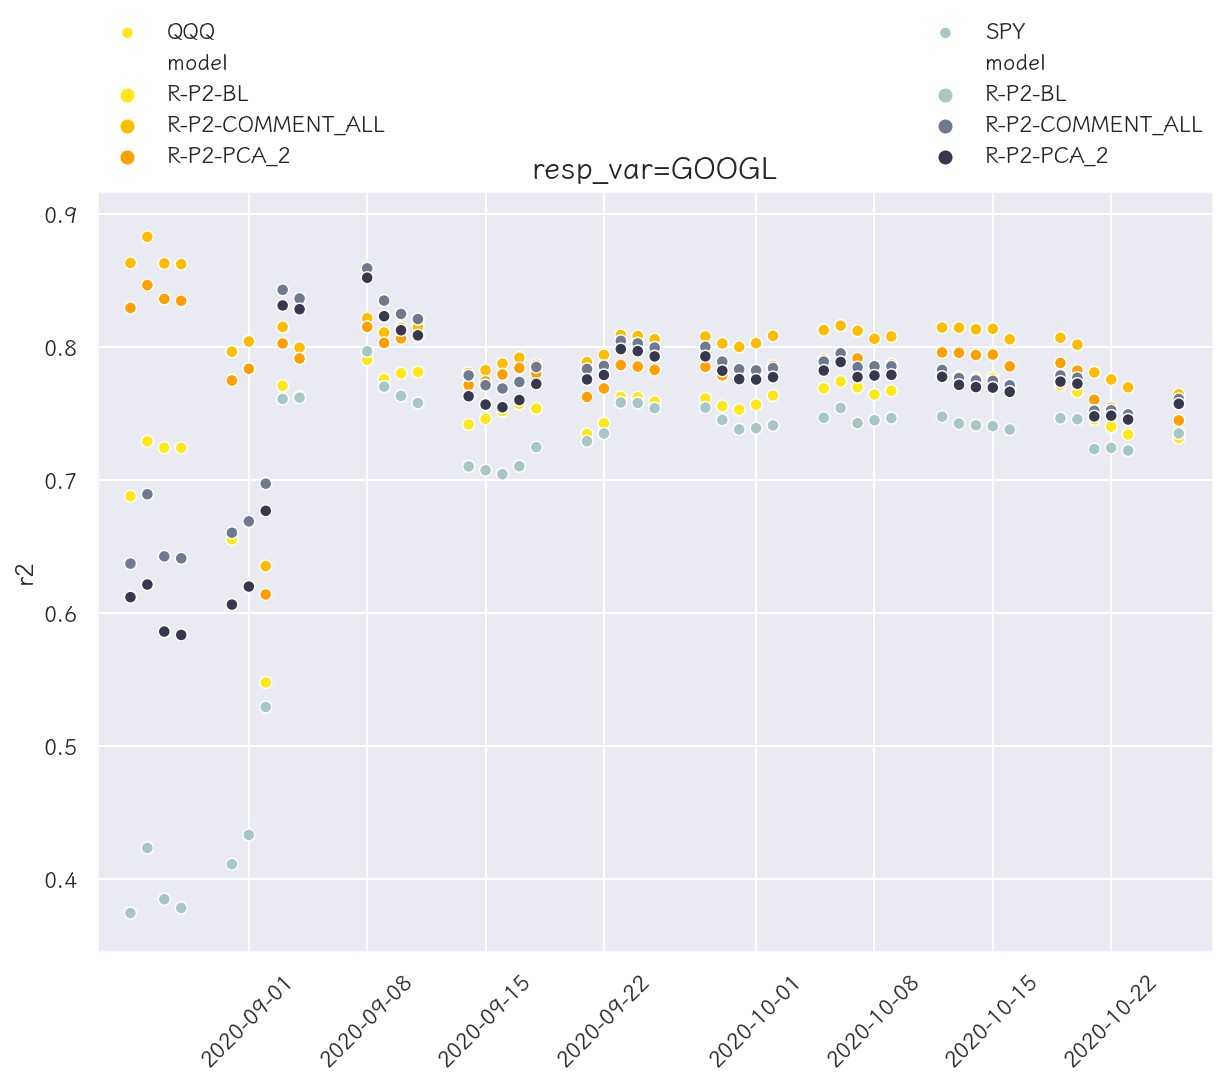 QQQ
model
R-P2-BL
R-P2-COMMENT_ALL
R-P2-PCA_2
SPY
model
R-P2-BL
R-P2-COMMENT_ALL
R-P2-PCA_2
resp_var=GOOGL
0.9
0.8
0.7
0.6
0.5
0.4
r2
2020-09-01
2020-09-08
2020-09-15
2020-09-22
2020-10-01
2020-10-08
2020-10-15
2020-10-22